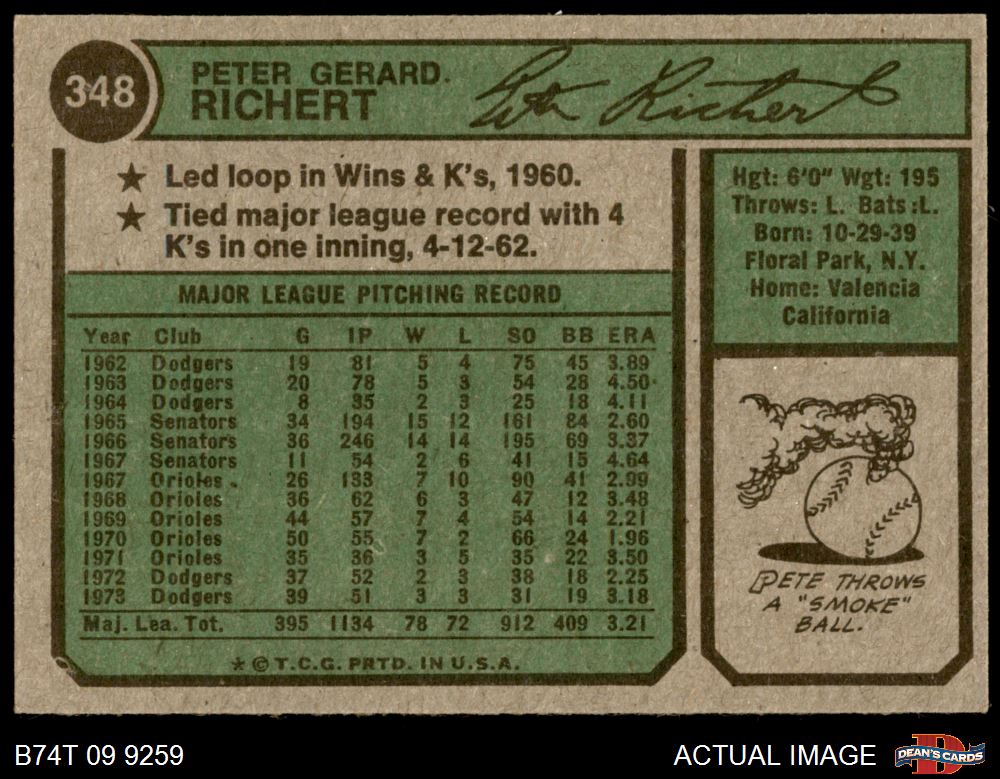 348
PETER GERARD.
RICHERT
Pete Richert
★ Led loop in Wins & K's, 1960.
★ Tied major league record with 4
K's in one inning, 4-12-62.
MAJOR LEAGUE PITCHING RECORD
Year Club G IP W L SO BB ERA
1962 Dodgers 19 81 5 4 75 45 3.89
1963 Dodgers 20 78 5 3 54 28 4.50
1964 Dodgers 8 35 2 3 25 18 4.11
1965 Senators 34 194 15 12 161 84 2.60
1966 Senators 36 246 14 14 195 69 3.37
1967 Senators 11 54 2 6 41 15 4.64
1967 Orioles 26 133 7 10 90 41 2.99
1968 Orioles 36 62 6 3 47 12 3.48
1969 Orioles 44 57 7 4 54 14 2.21
1970 Orioles 50 55 7 2 66 24 1.96
1971 Orioles 35 36 3 5 35 22 3.50
1972 Dodgers 37 52 2 3 38 18 2.25
1973 Dodgers 39 51 3 3 31 19 3.18
Maj. Lea. Tot. 395 1134 78 72 912 409 3.21
★ © T.C.G. PRTD. IN U.S.A.
Hgt: 6'0" Wgt: 195
Throws: L. Bats: L.
Born: 10-29-39
Floral Park, N.Y.
Home: Valencia
California
PETE THROWS
A "SMOKE"
BALL.
B74T 09 9259
ACTUAL IMAGE
DEAN'S CARDS